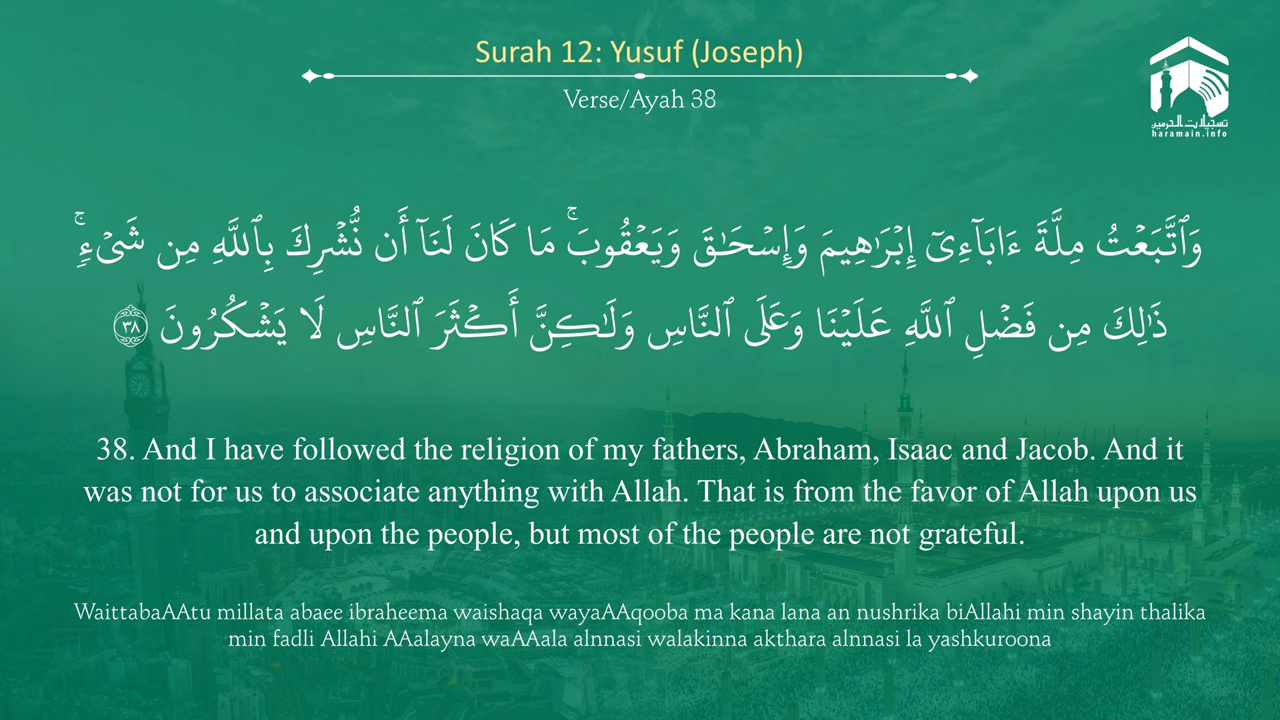 Surah 12: Yusuf (Joseph)
Verse/Ayah 38
تسجيلات الحرمين
haramain.info
وَٱتَّبَعْتُ مِلَّةَ ءَابَآءِىٓ إِبْرَٰهِيمَ وَإِسْحَـٰقَ وَيَعْقُوبَ ۚ مَا كَانَ لَنَآ أَن نُّشْرِكَ بِٱللَّهِ مِن شَىْءٍ ۚ
ذَٰلِكَ مِن فَضْلِ ٱللَّهِ عَلَيْنَا وَعَلَى ٱلنَّاسِ وَلَـٰكِنَّ أَكْثَرَ ٱلنَّاسِ لَا يَشْكُرُونَ ٣٨
38. And I have followed the religion of my fathers, Abraham, Isaac and Jacob. And it
was not for us to associate anything with Allah. That is from the favor of Allah upon us
and upon the people, but most of the people are not grateful.
WaittabaAAtu millata abaee ibraheema waishaqa wayaAAqooba ma kana lana an nushrika biAllahi min shayin thalika
min fadli Allahi AAalayna waAAala alnnasi walakinna akthara alnnasi la yashkuroona